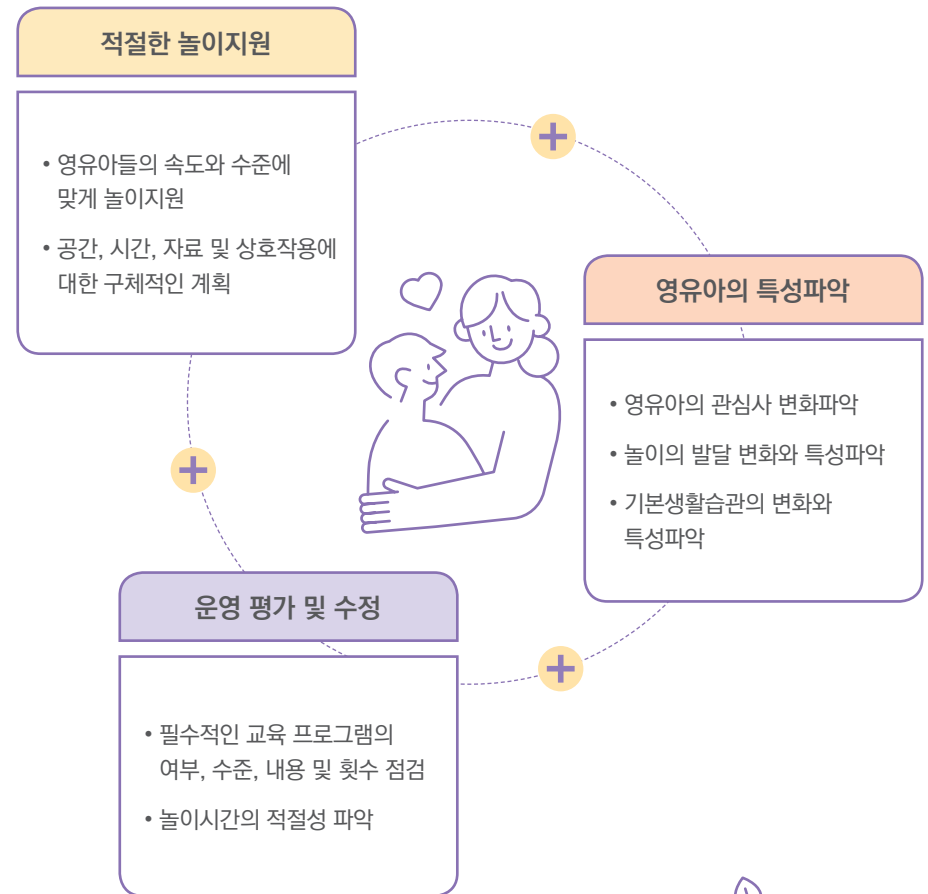 적절한 놀이지원
• 영유아들의 속도와 수준에
맞게 놀이지원
• 공간, 시간, 자료 및 상호작용에
대한 구체적인 계획
영유아의 특성파악
• 영유아의 관심사 변화파악
• 놀이의 발달 변화와 특성파악
• 기본생활습관의 변화와
특성파악
운영 평가 및 수정
• 필수적인 교육 프로그램의
여부, 수준, 내용 및 횟수 점검
• 놀이시간의 적절성 파악